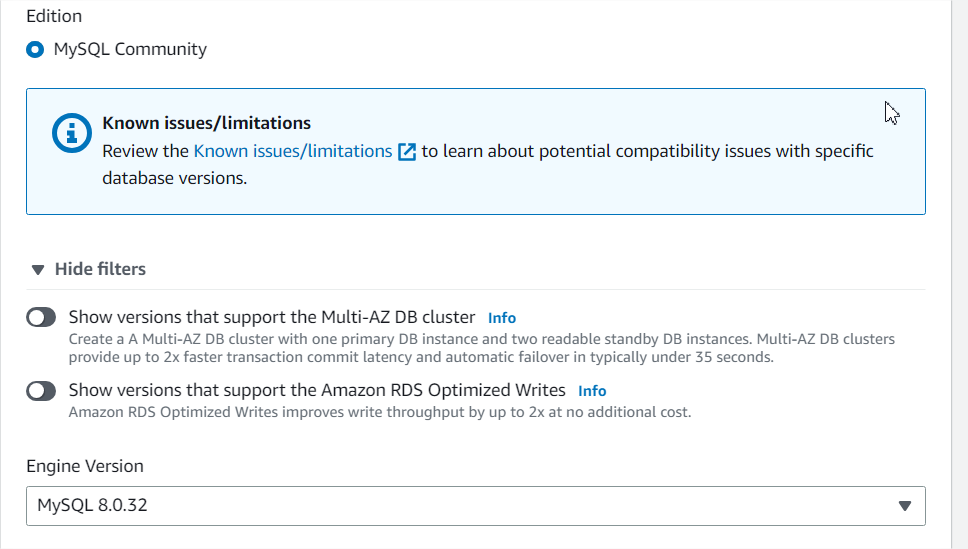 Edition
MySQL Community
Known issues/limitations
Review the Known issues/limitations to learn about potential compatibility issues with specific
database versions.
Hide filters
Show versions that support the Multi-AZ DB cluster Info
Create a A Multi-AZ DB cluster with one primary DB instance and two readable standby DB instances. Multi-AZ DB clusters
provide up to 2x faster transaction commit latency and automatic failover in typically under 35 seconds.
Show versions that support the Amazon RDS Optimized Writes Info
Amazon RDS Optimized Writes improves write throughput by up to 2x at no additional cost.
Engine Version
MySQL 8.0.32